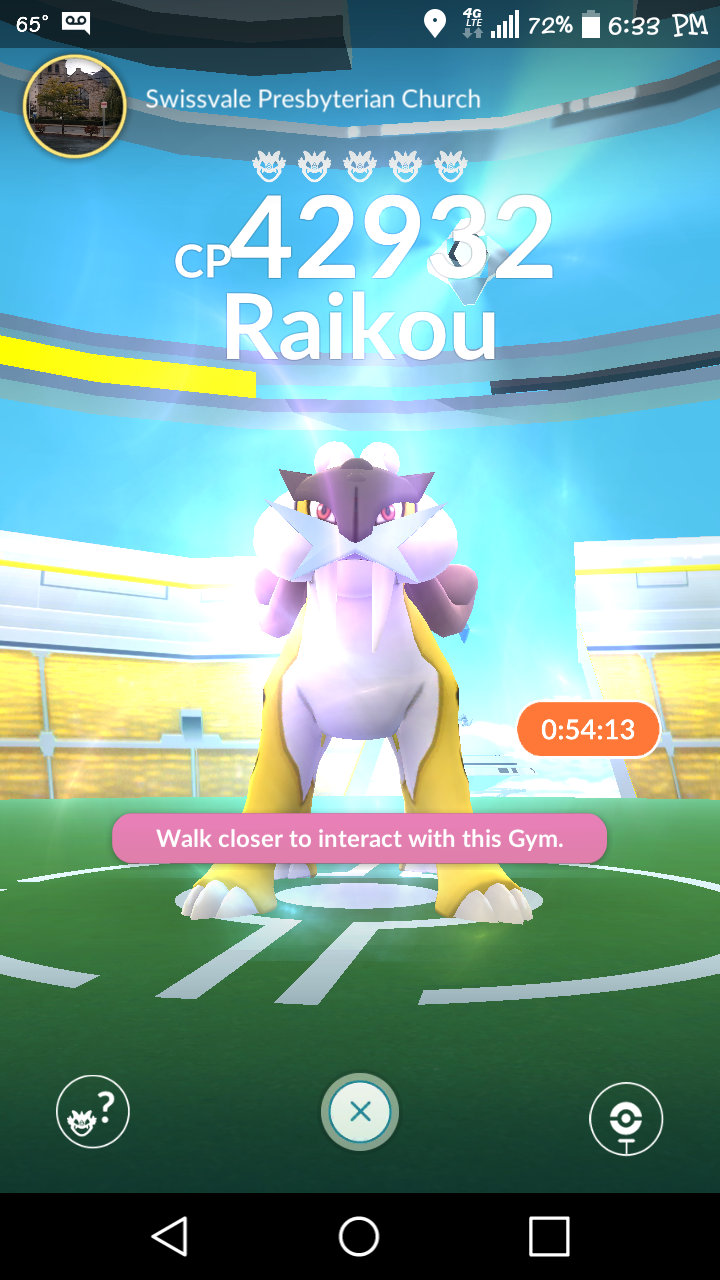 65° 4G LTE 72% 6:33 PM
Swissvale Presbyterian Church
CP42932
Raikou
0:54:13
Walk closer to interact with this Gym.
?